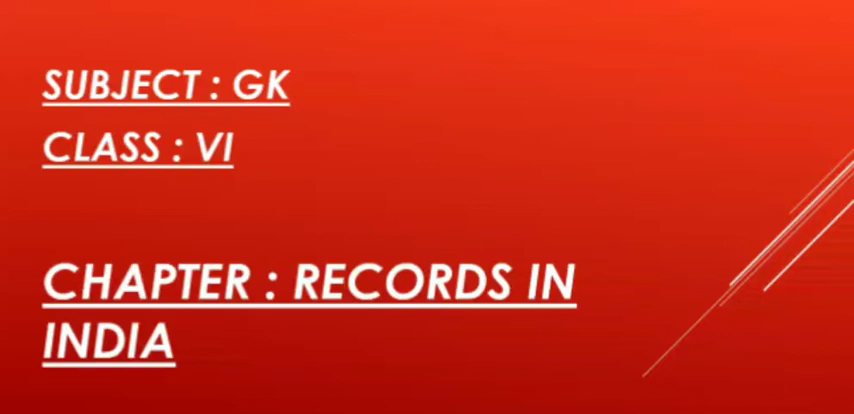 SUBJECT : GK
CLASS : VI
CHAPTER : RECORDS IN
INDIA